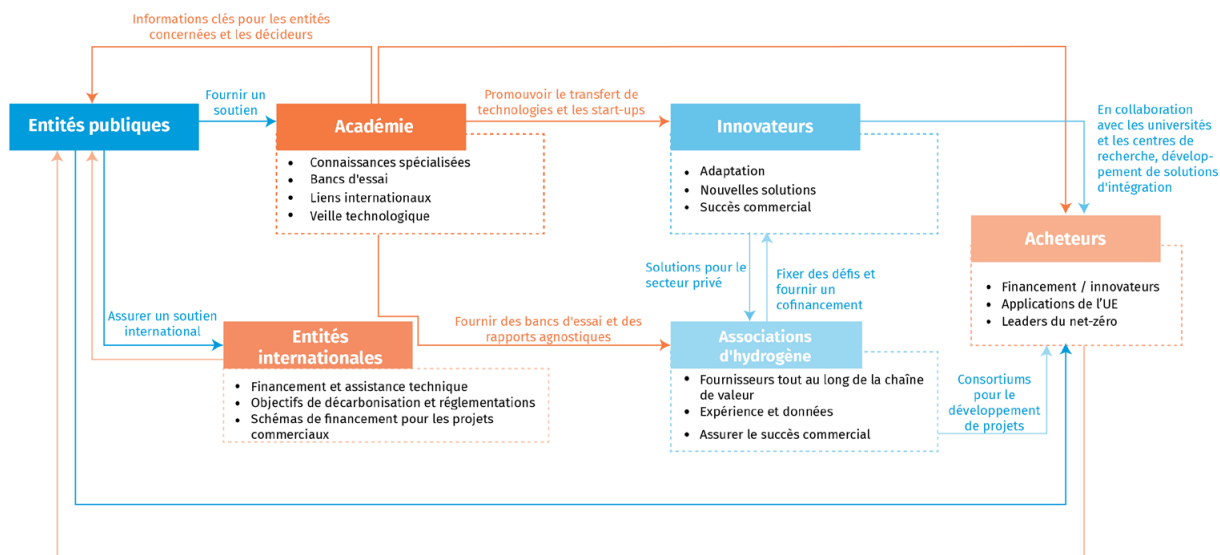 Informations clés pour les entités
concernées et les décideurs
Fournir un
soutien
Promouvoir le transfert de
technologies et les start-ups
En collaboration
avec les universités
et les centres de
recherche, dévelop-
pement de solutions
d'intégration
Entités publiques
Académie
• Connaissances spécialisées
• Bancs d'essai
• Liens internationaux
• Veille technologique
Innovateurs
• Adaptation
• Nouvelles solutions
• Succès commercial
Acheteurs
• Financement / innovateurs
• Applications de l'UE
• Leaders du net-zéro
Solutions pour le
secteur privé
Fixer des défis et
fournir un
cofinancement
Assurer un soutien
international
Fournir des bancs d'essai et des
rapports agnostiques
Entités
internationales
• Financement et assistance technique
• Objectifs de décarbonisation et réglementations
• Schémas de financement pour les projets
commerciaux
Associations
d'hydrogène
• Fournisseurs tout au long de la chaîne
de valeur
• Expérience et données
• Assurer le succès commercial
Consortiums
pour le
développement
de projets